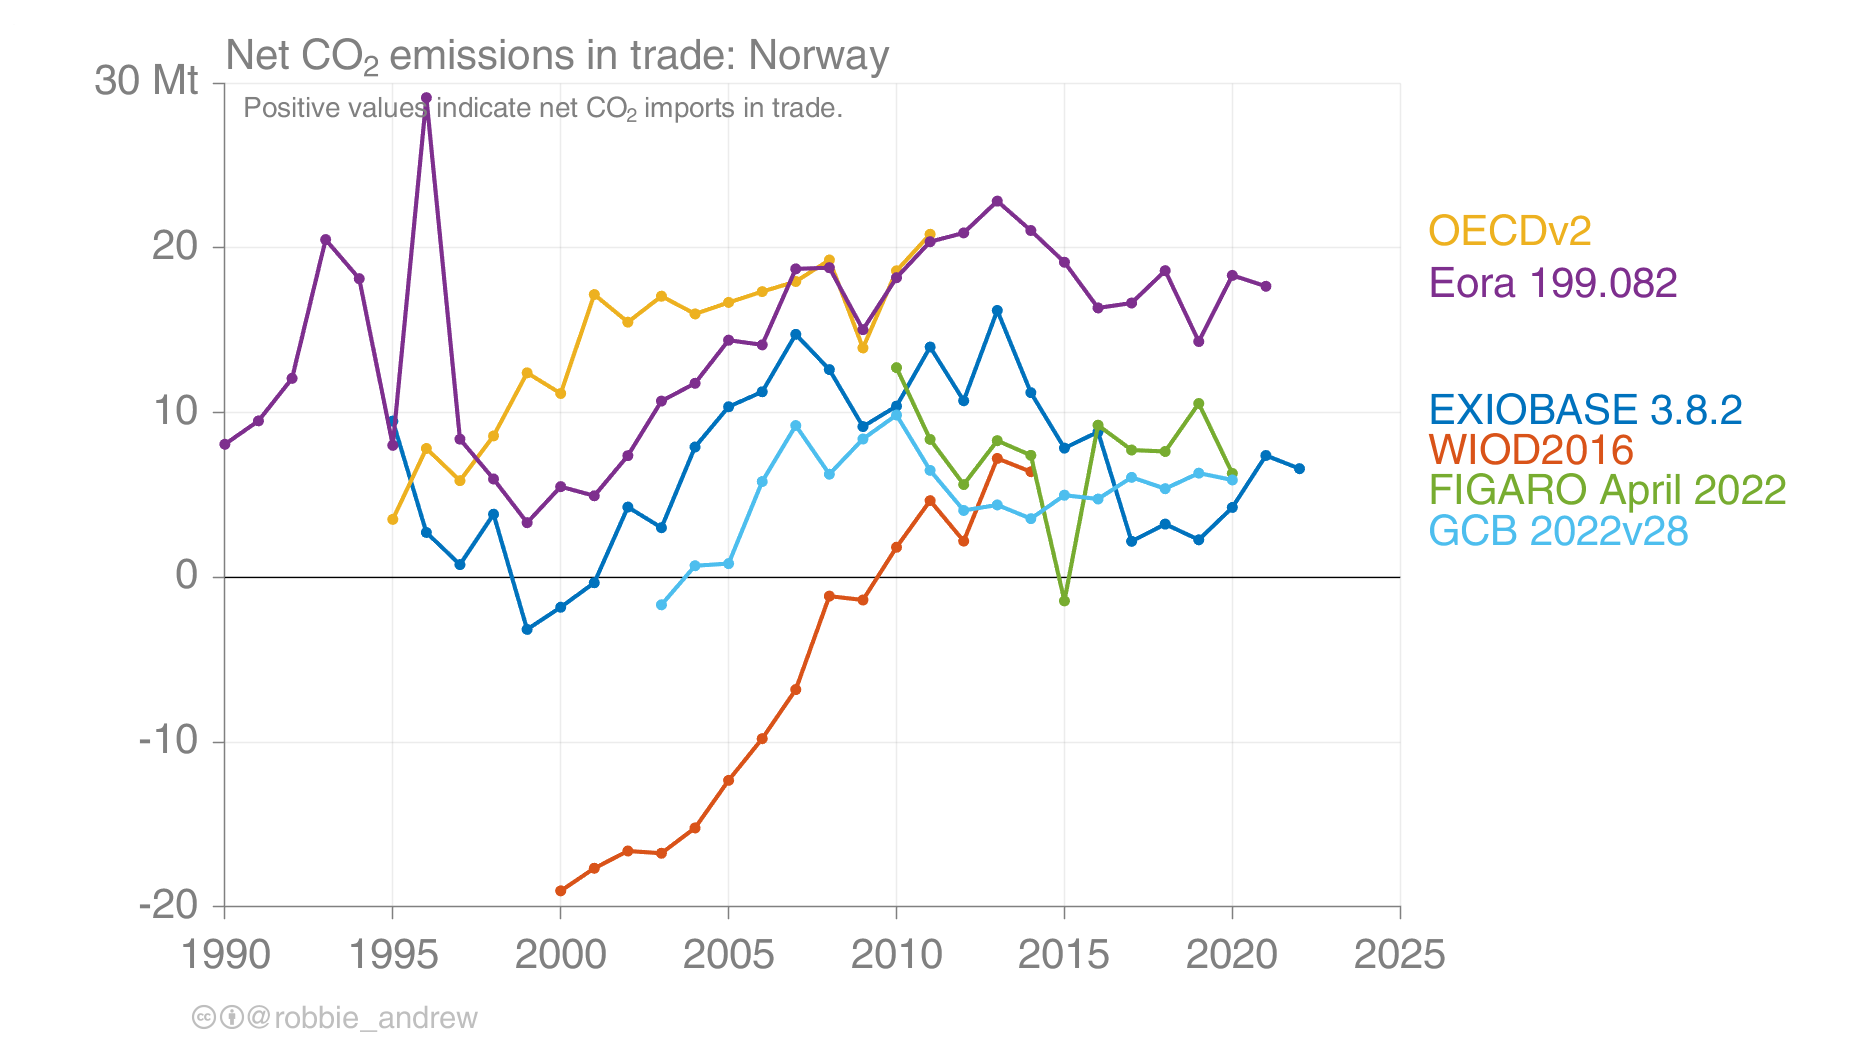 Net CO₂ emissions in trade: Norway
30 Mt
Positive values indicate net CO₂ imports in trade.
20
10
0
-10
-20
1990 1995 2000 2005 2010 2015 2020 2025
OECDv2
Eora 199.082
EXIOBASE 3.8.2
WIOD2016
FIGARO April 2022
GCB 2022v28
cc @robbie_andrew